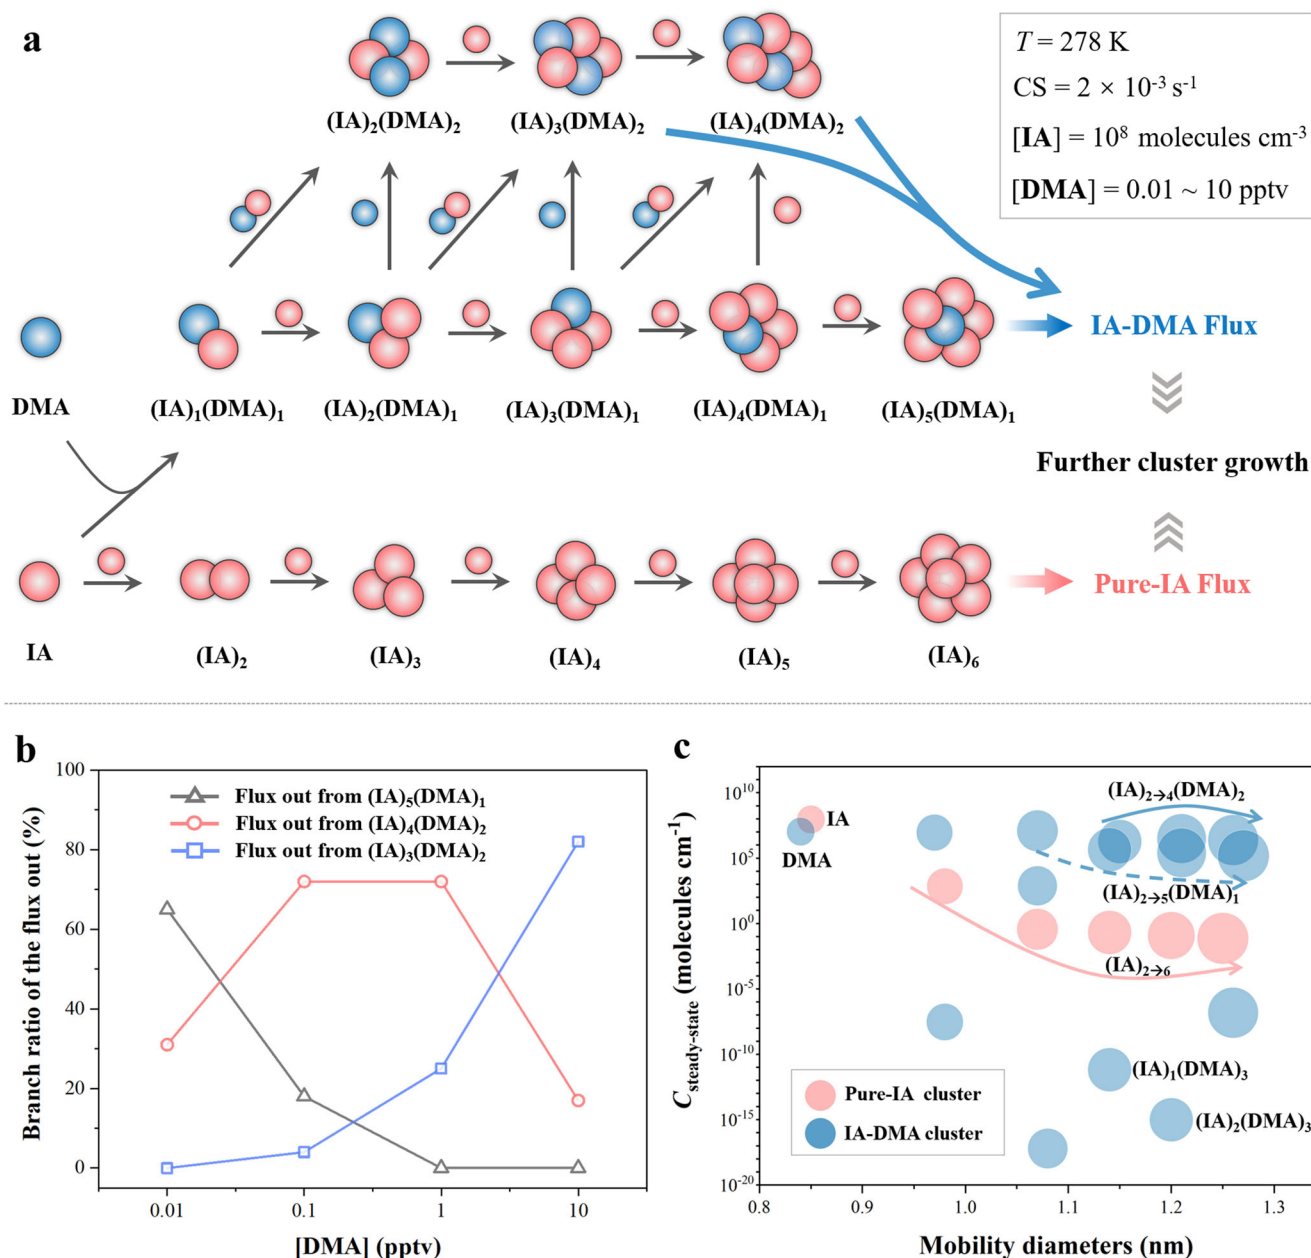 a
T = 278 K
CS = 2 × 10⁻³ s⁻¹
[IA] = 10⁸ molecules cm⁻³
[DMA] = 0.01 ~ 10 pptv
(IA)₂(DMA)₂ (IA)₃(DMA)₂ (IA)₄(DMA)₂
IA-DMA Flux
DMA (IA)₁(DMA)₁ (IA)₂(DMA)₁ (IA)₃(DMA)₁ (IA)₄(DMA)₁ (IA)₅(DMA)₁
Further cluster growth
Pure-IA Flux
IA (IA)₂ (IA)₃ (IA)₄ (IA)₅ (IA)₆
b
Branch ratio of the flux out (%)
100
80
60
40
20
0
Flux out from (IA)₅(DMA)₁
Flux out from (IA)₄(DMA)₂
Flux out from (IA)₃(DMA)₂
0.01 0.1 1 10
[DMA] (pptv)
c
C steady-state (molecules cm⁻¹)
10¹⁰
10⁵
10⁰
10⁻⁵
10⁻¹⁰
10⁻¹⁵
10⁻²⁰
IA
DMA
(IA)₂→₄(DMA)₂
(IA)₂→₅(DMA)₁
(IA)₂→₆
(IA)₁(DMA)₃
(IA)₂(DMA)₃
Pure-IA cluster
IA-DMA cluster
0.8 0.9 1.0 1.1 1.2 1.3
Mobility diameters (nm)